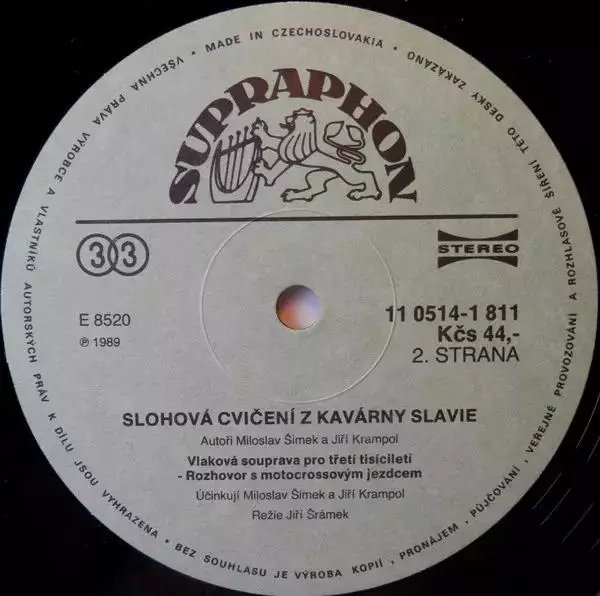 VŠECHNA PRÁVA VÝROBCE A VLASTNÍKŮ AUTORSKÝCH PRÁV K DÍLU JSOU VYHRAZENA • BEZ SOUHLASU JE VÝROBA KOPIÍ, PRONÁJEM, PŮJČOVÁNÍ, VEŘEJNÉ PROVOZOVÁNÍ A ROZHLASOVÉ ŠÍŘENÍ TÉTO DESKY ZAKÁZÁNO • MADE IN CZECHOSLOVAKIA •
SUPRAPHON
33
STEREO
E 8520
℗ 1989
11 0514-1 811
Kčs 44,-
2. STRANA
SLOHOVÁ CVIČENÍ Z KAVÁRNY SLAVIE
Autoři Miloslav Šimek a Jiří Krampol
Vlaková souprava pro třetí tisíciletí
- Rozhovor s motocrossovým jezdcem
Účinkují Miloslav Šimek a Jiří Krampol
Režie Jiří Šrámek